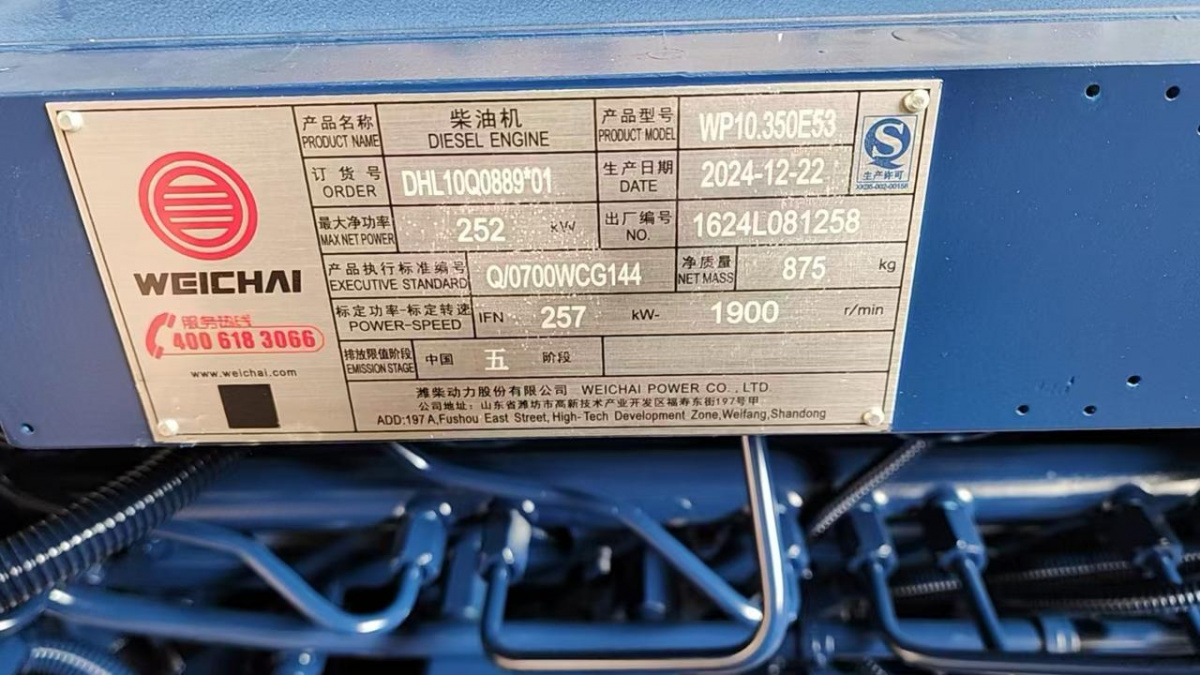 产品名称 柴油机 产品型号 WP10.350E53
PRODUCT NAME DIESEL ENGINE PRODUCT MODEL
订货号 DHL10Q0889*01 生产日期 2024-12-22
ORDER DATE
S
生产许可
XK06-002-00156
最大净功率 252 kW 出厂编号 1624L081258
MAX NET POWER NO.
WEICHAI
产品执行标准编号 Q/0700WCG144 净质量 875 kg
EXECUTIVE STANDARD NET MASS
标定功率-标定转速 IFN 257 kW- 1900 r/min
POWER-SPEED
服务热线
400 618 3066
排放限值阶段 中国 五 阶段
EMISSION STAGE
www.weichai.com
潍柴动力股份有限公司 WEICHAI POWER CO., LTD
公司地址：山东省潍坊市高新技术产业开发区福寿东街197号甲
ADD:197 A,Fushou East Street,High-Tech Development Zone,Weifang,Shandong